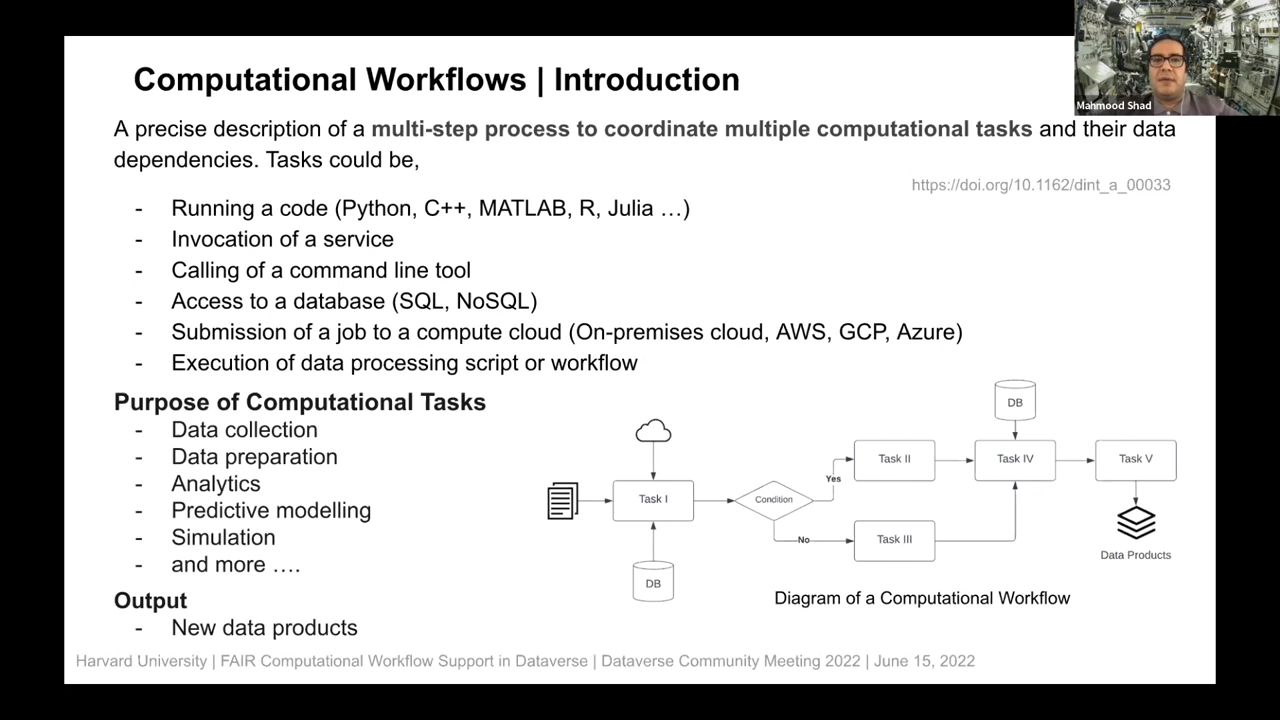 Computational Workflows | Introduction
Mahmood Shad
A precise description of a multi-step process to coordinate multiple computational tasks and their data
dependencies. Tasks could be,
https://doi.org/10.1162/dint_a_00033
- Running a code (Python, C++, MATLAB, R, Julia …)
- Invocation of a service
- Calling of a command line tool
- Access to a database (SQL, NoSQL)
- Submission of a job to a compute cloud (On-premises cloud, AWS, GCP, Azure)
- Execution of data processing script or workflow
Purpose of Computational Tasks
- Data collection
- Data preparation
- Analytics
- Predictive modelling
- Simulation
- and more ….
Output
- New data products
DB
Task I
Condition
Yes
No
Task II
Task III
DB
Task IV
Task V
Data Products
Diagram of a Computational Workflow
Harvard University | FAIR Computational Workflow Support in Dataverse | Dataverse Community Meeting 2022 | June 15, 2022